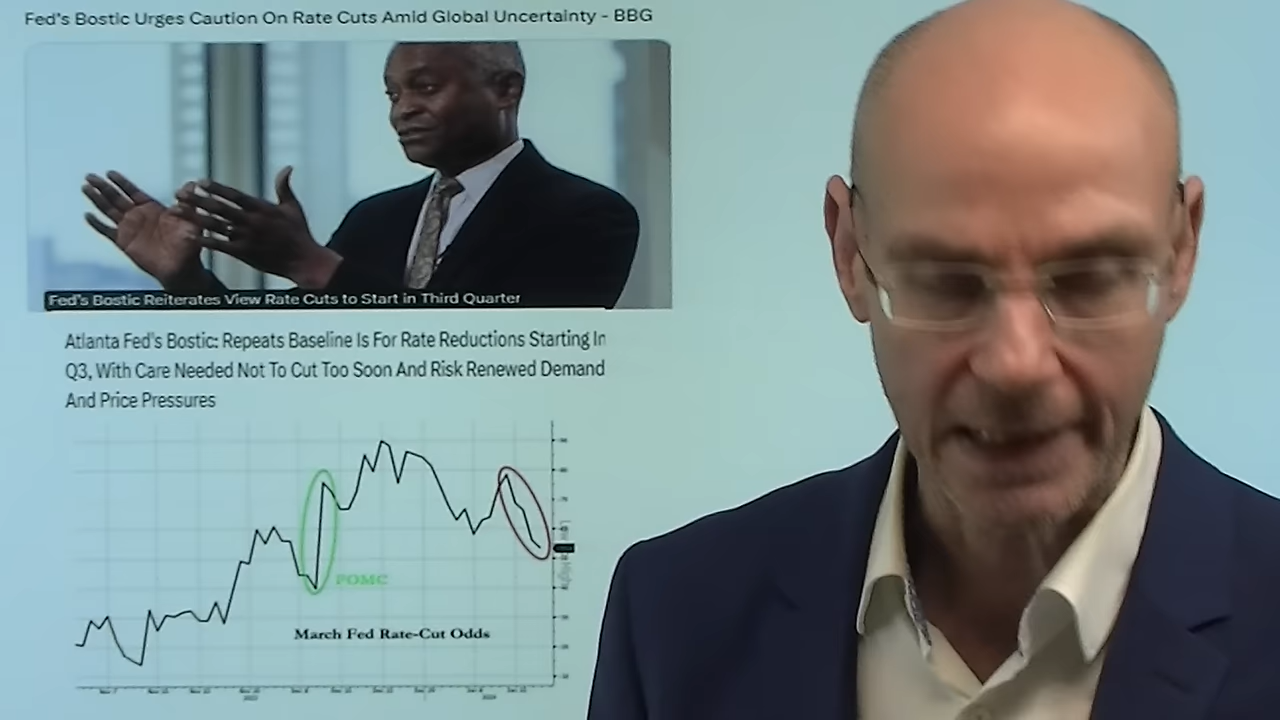 Fed's Bostic Urges Caution On Rate Cuts Amid Global Uncertainty - BBG
Fed's Bostic Reiterates View Rate Cuts to Start in Third Quarter
Atlanta Fed's Bostic: Repeats Baseline Is For Rate Reductions Starting In
Q3, With Care Needed Not To Cut Too Soon And Risk Renewed Demand
And Price Pressures
FOMC
March Fed Rate-Cut Odds